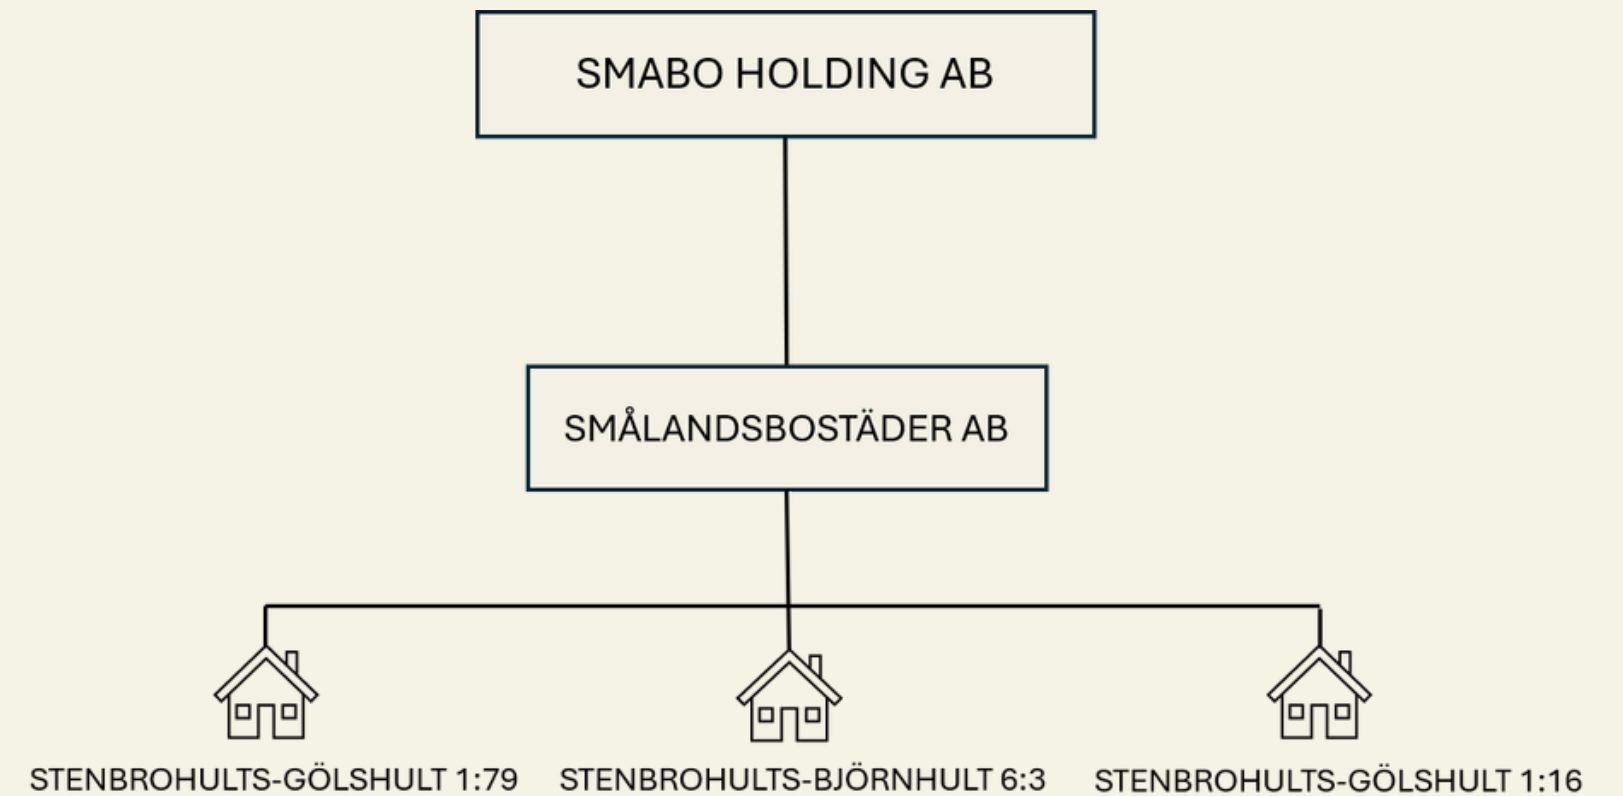 SMABO HOLDING AB
SMÅLANDSBOSTÄDER AB
STENBROHULTS-GÖLSHULT 1:79
STENBROHULTS-BJÖRNHULT 6:3
STENBROHULTS-GÖLSHULT 1:16